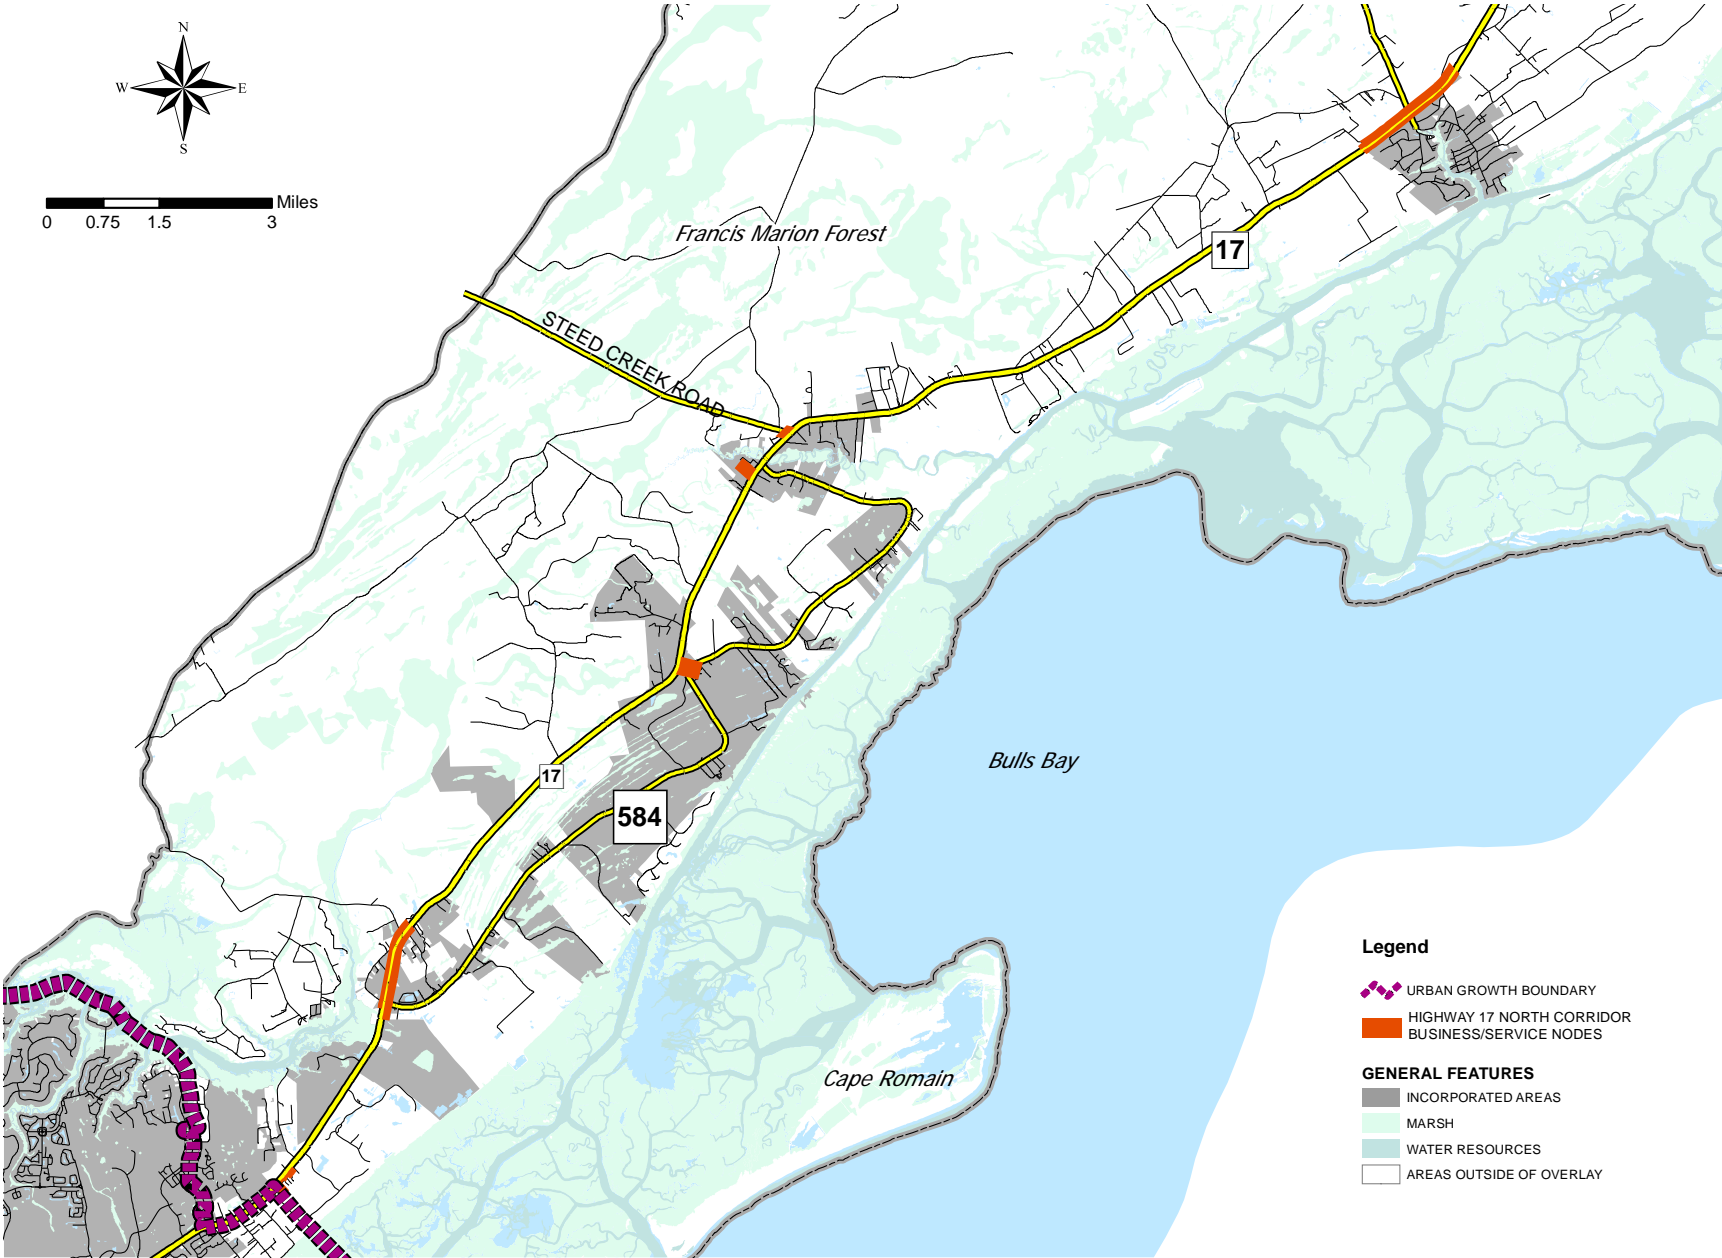 N
W
E
S
Miles
0 0.75 1.5 3
Francis Marion Forest
17
STEED CREEK ROAD
Bulls Bay
17
584
Cape Romain
Legend
URBAN GROWTH BOUNDARY
HIGHWAY 17 NORTH CORRIDOR
BUSINESS/SERVICE NODES
GENERAL FEATURES
INCORPORATED AREAS
MARSH
WATER RESOURCES
AREAS OUTSIDE OF OVERLAY